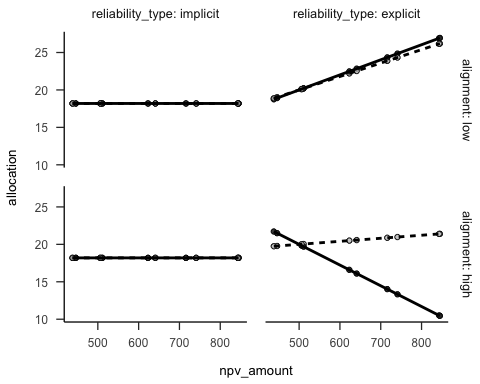 reliability_type: implicit reliability_type: explicit
25
20
15
10
alignment: low
allocation
25
20
15
10
alignment: high
500 600 700 800 500 600 700 800
npv_amount